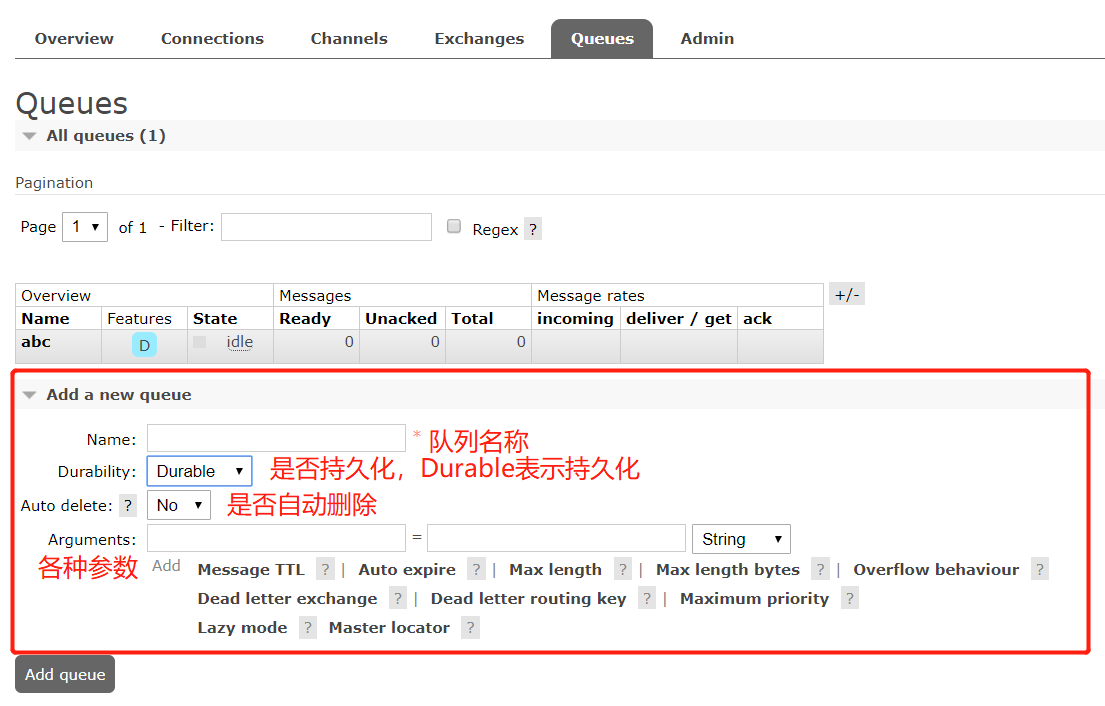 Overview Connections Channels Exchanges Queues Admin
Queues
All queues (1)
Pagination
Page 1 of 1 - Filter: Regex ?
Overview Messages Message rates +/-
Name Features State Ready Unacked Total incoming deliver / get ack
abc D idle 0 0 0
Add a new queue
Name: * 队列名称
Durability: Durable 是否持久化，Durable表示持久化
Auto delete: ? No 是否自动删除
Arguments: = String
各种参数 Add Message TTL ? | Auto expire ? | Max length ? | Max length bytes ? | Overflow behaviour ?
Dead letter exchange ? | Dead letter routing key ? | Maximum priority ?
Lazy mode ? Master locator ?
Add queue